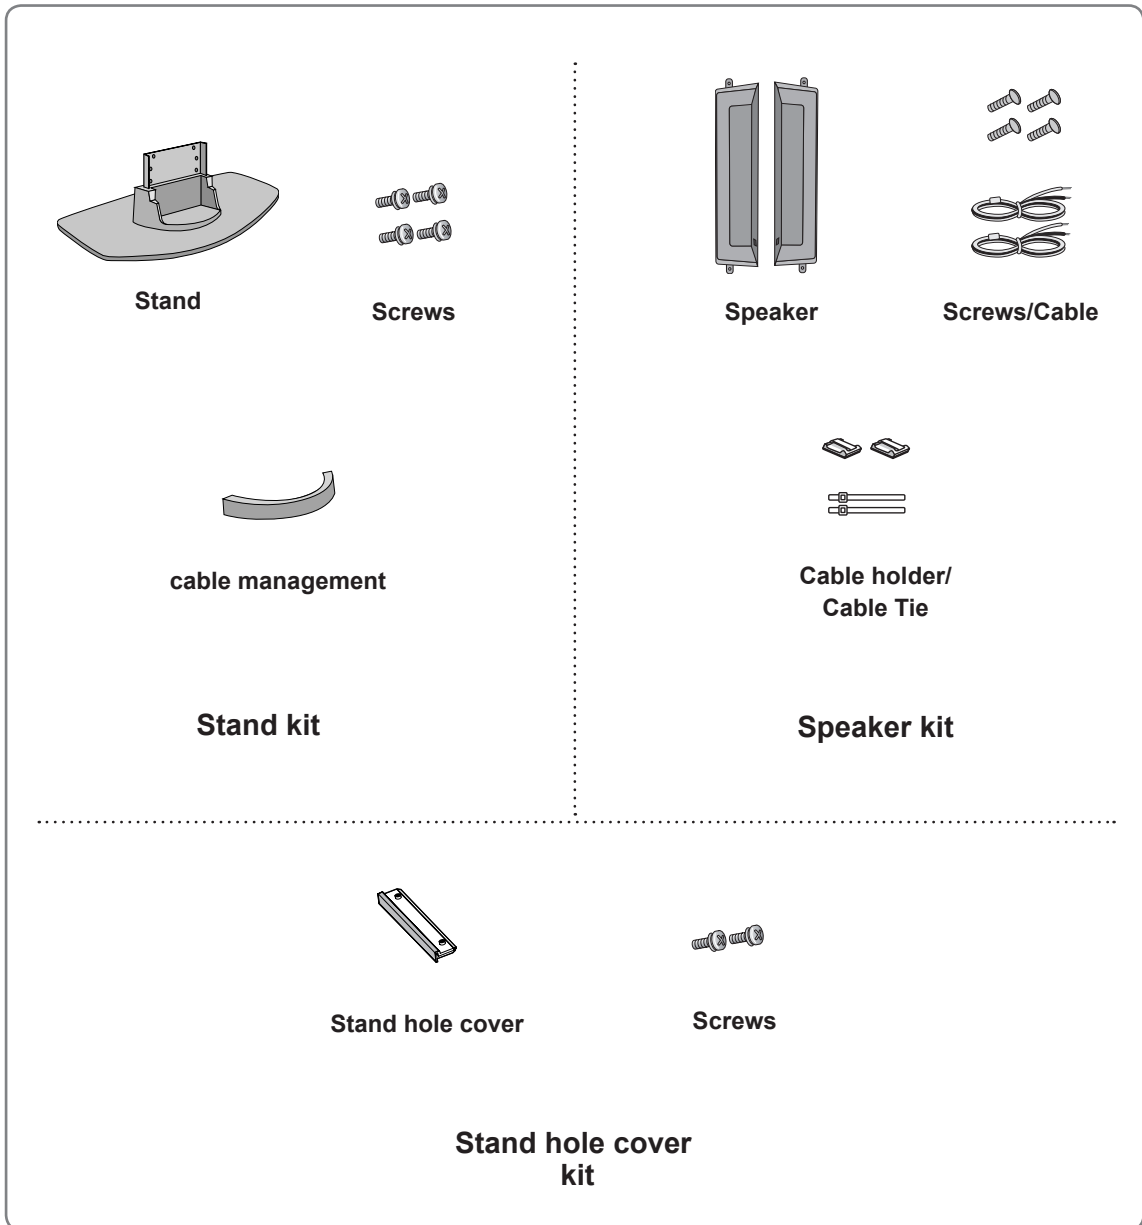 Stand
Screws
cable management
Stand kit
Speaker
Screws/Cable
Cable holder/
Cable Tie
Speaker kit
Stand hole cover
Screws
Stand hole cover
kit